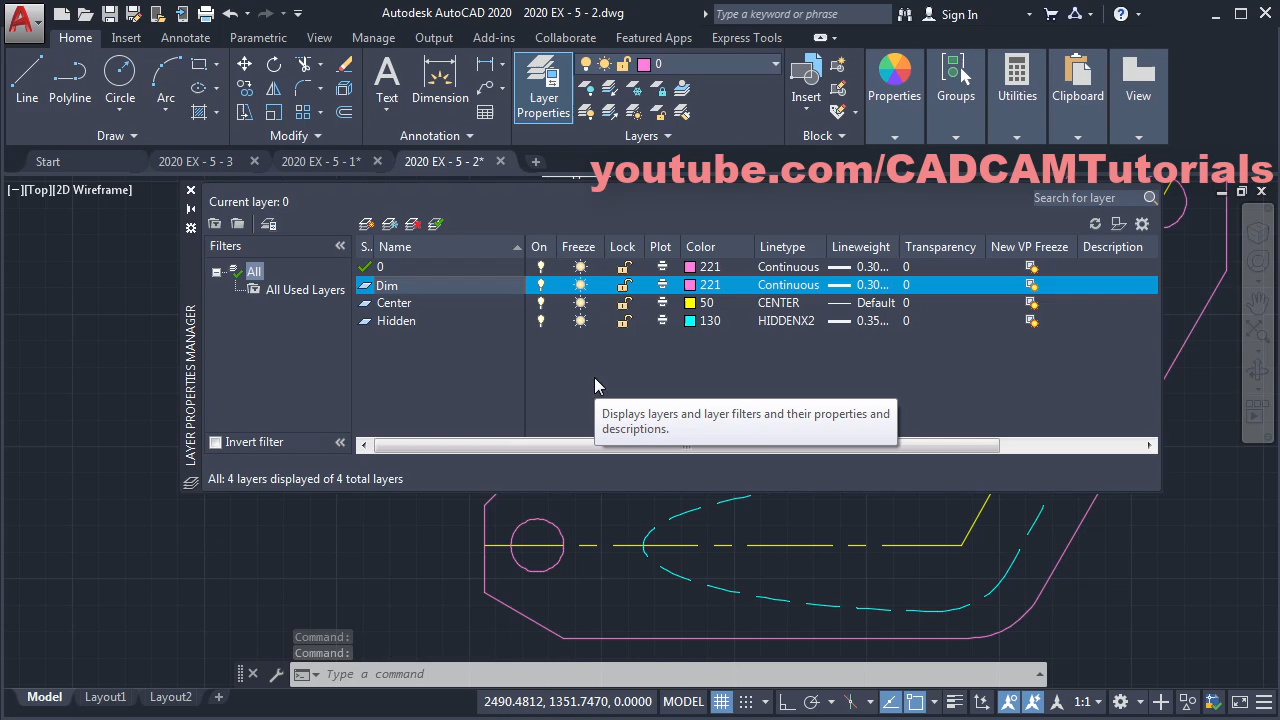 Autodesk AutoCAD 2020 2020 EX - 5 - 2.dwg
Type a keyword or phrase
Sign In
Home Insert Annotate Parametric View Manage Output Add-ins Collaborate Featured Apps Express Tools
Line Polyline Circle Arc
Draw
Modify
Text Dimension
Annotation
Layer
Properties
0
Layers
Insert
Block
Properties
Groups
Utilities
Clipboard
View
Start 2020 EX - 5 - 3 2020 EX - 5 - 1* 2020 EX - 5 - 2*
youtube.com/CADCAMTutorials
[−][Top][2D Wireframe]
Current layer: 0
Search for layer
Filters
All
All Used Layers
S.. Name On Freeze Lock Plot Color Linetype Lineweight Transparency New VP Freeze Description
0 221 Continuous 0.30... 0
Dim 221 Continuous 0.30... 0
Center 50 CENTER Default 0
Hidden 130 HIDDENX2 0.35... 0
Displays layers and layer filters and their properties and
descriptions.
Invert filter
All: 4 layers displayed of 4 total layers
LAYER PROPERTIES MANAGER
Command:
Command:
Type a command
Model Layout1 Layout2
2490.4812, 1351.7470, 0.0000 MODEL 1:1